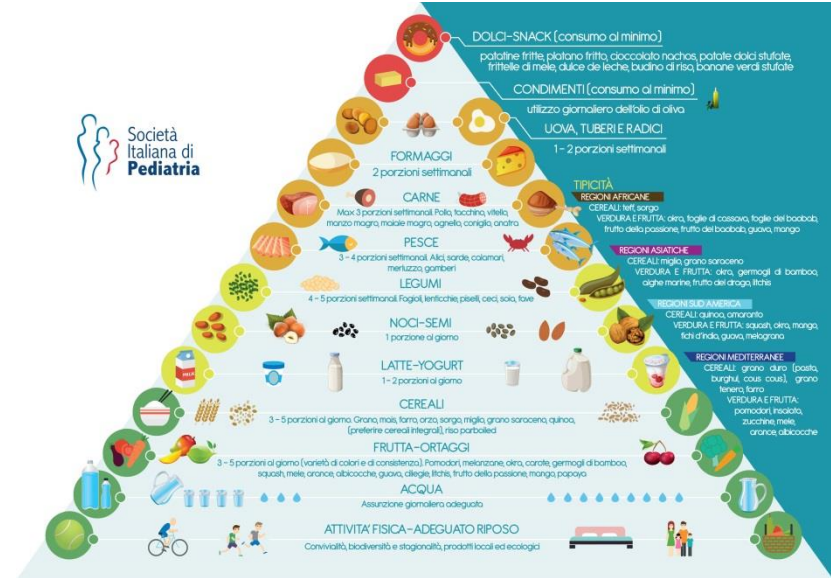 Società
Italiana di
Pediatria
DOLCI-SNACK (consumo al minimo)
patatine fritte, platano fritto, cioccolato nachos, patate dolci stufate,
frittelle di mele, dulce de leche, budino di riso, banane verdi stufate
CONDIMENTI (consumo al minimo)
utilizzo giornaliero dell'olio di oliva
UOVA, TUBERI E RADICI
1 - 2 porzioni settimanali
FORMAGGI
2 porzioni settimanali
CARNE
Max 3 porzioni settimanali. Pollo, tacchino, vitello,
manzo magro, maiale magro, agnello, coniglio, anatra.
PESCE
3 - 4 porzioni settimanali. Alici, sarde, calamari,
merluzzo, gamberi
LEGUMI
4 - 5 porzioni settimanali. Fagioli, lenticchie, piselli, ceci, soia, fave
NOCI-SEMI
1 porzione al giorno
LATTE-YOGURT
1 - 2 porzioni al giorno
MILK
CEREALI
3 - 5 porzioni al giorno. Grano, mais, farro, orzo, sorgo, miglio, grano saraceno, quinoa,
(preferire cereali integrali), riso parboiled
FRUTTA-ORTAGGI
3 - 5 porzioni al giorno (varietà di colori e di consistenza). Pomodori, melanzane, okra, carote, germogli di bamboo,
squash, mele, arance, albicocche, guava, ciliegie, litchis, frutto della passione, mango, papaya
ACQUA
Assunzione giornaliera adeguata
ATTIVITA' FISICA-ADEGUATO RIPOSO
Convivialità, biodiversità e stagionalità, prodotti locali ed ecologici
TIPICITÀ
REGIONI AFRICANE
CEREALI: teff, sorgo
VERDURA E FRUTTA: okra, foglie di cassava, foglie del baobab,
frutto della passione, frutto del baobab, guava, mango
REGIONI ASIATICHE
CEREALI: miglio, grano saraceno
VERDURA E FRUTTA: okra, germogli di bamboo,
alghe marine, frutto del drago, litchis
REGIONI SUD AMERICA
CEREALI: quinoa, amaranto
VERDURA E FRUTTA: squash, okra, mango,
fichi d'india, guava, melograna
REGIONI MEDITERRANEE
CEREALI: grano duro (pasta,
burghul, cous cous), grano
tenero, farro
VERDURA E FRUTTA:
pomodori, insalata,
zucchine, mele,
arance, albicocche